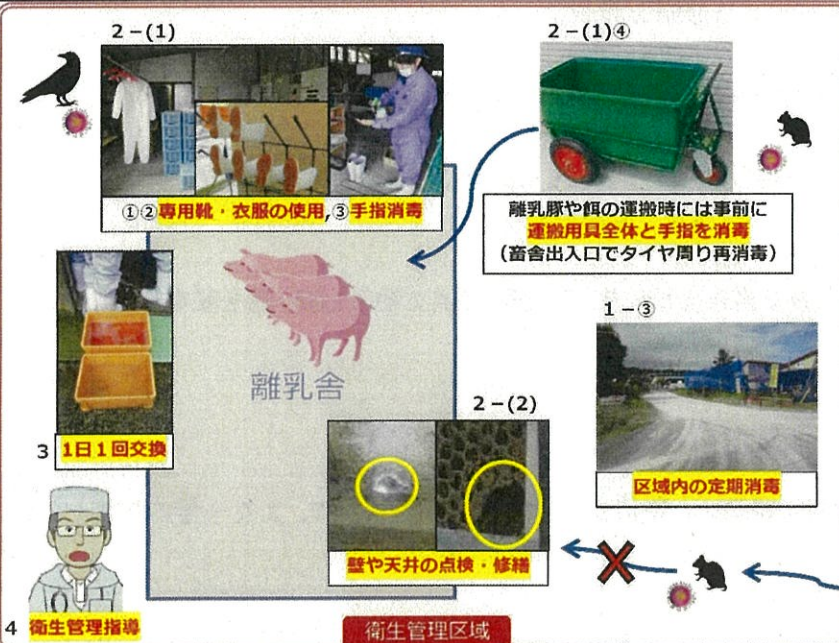 2－(1)
2－(1)④
①②専用靴・衣服の使用,③手指消毒
離乳豚や餌の運搬時には事前に
運搬用具全体と手指を消毒
（畜舎出入口でタイヤ周り再消毒）
1－③
離乳舎
2－(2)
3 1日1回交換
区域内の定期消毒
壁や天井の点検・修繕
4 衛生管理指導
衛生管理区域